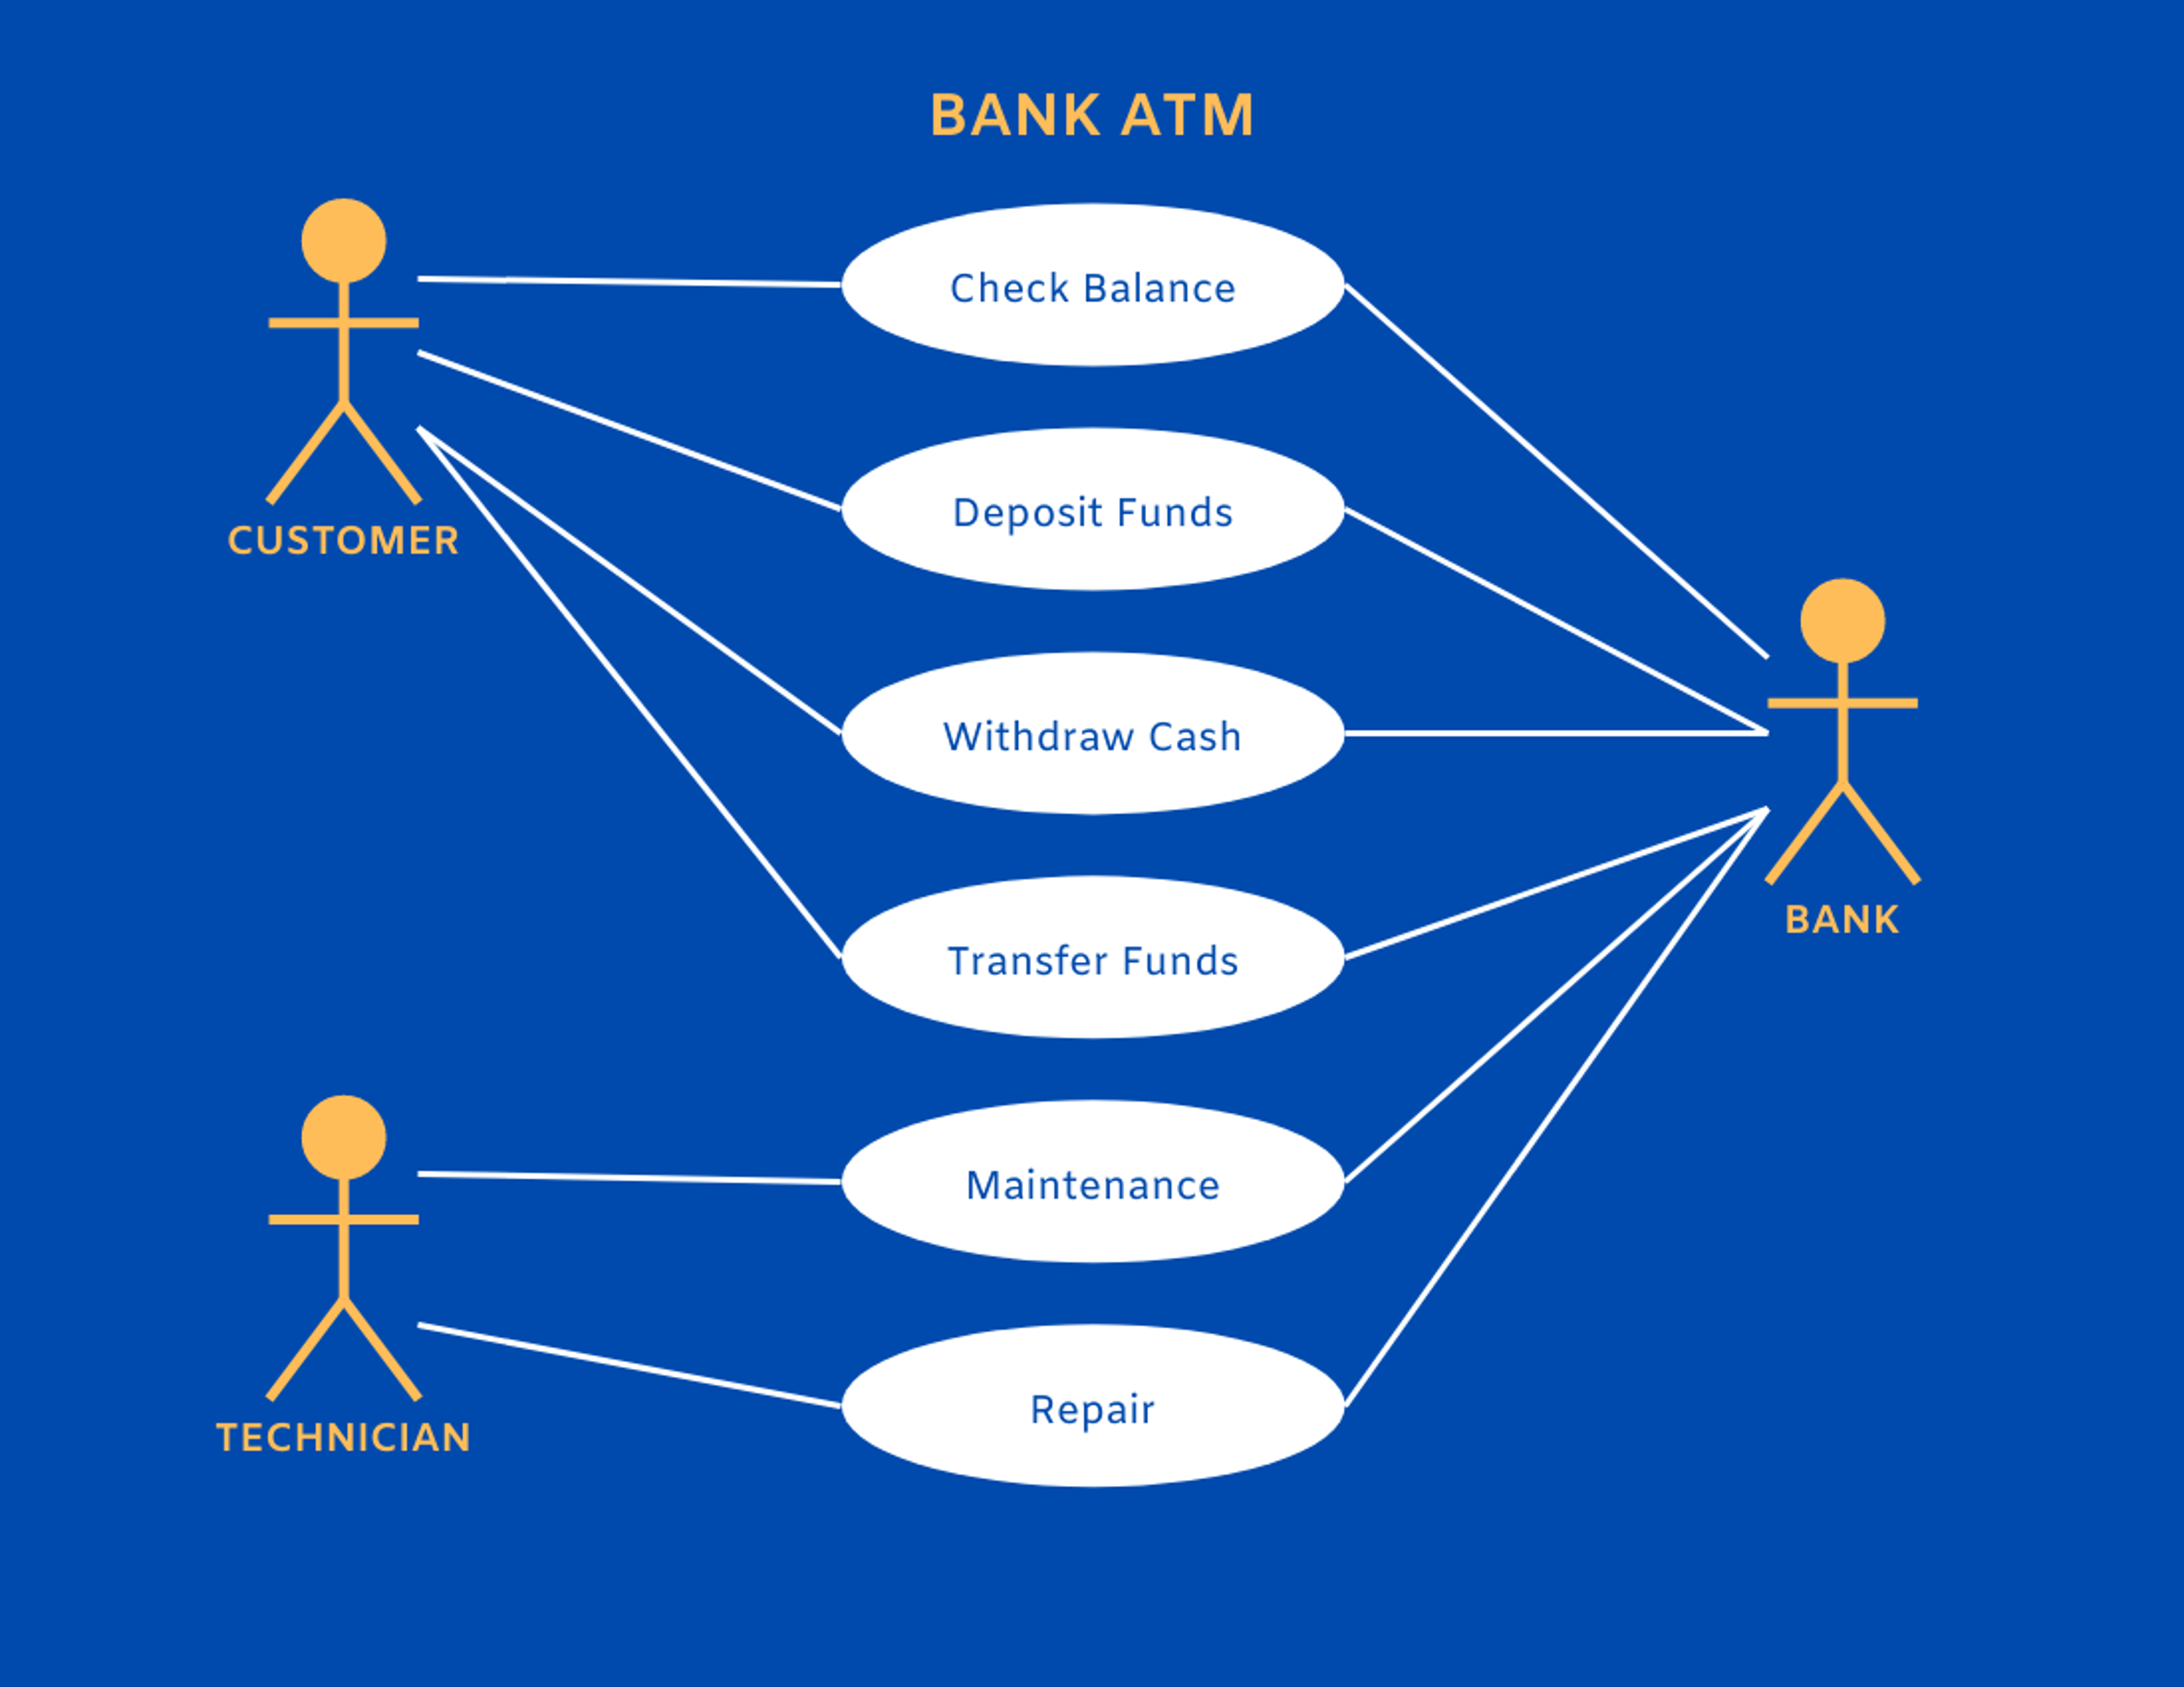 BANK ATM
Check Balance
Deposit Funds
CUSTOMER
Withdraw Cash
Transfer Funds
BANK
Maintenance
Repair
TECHNICIAN